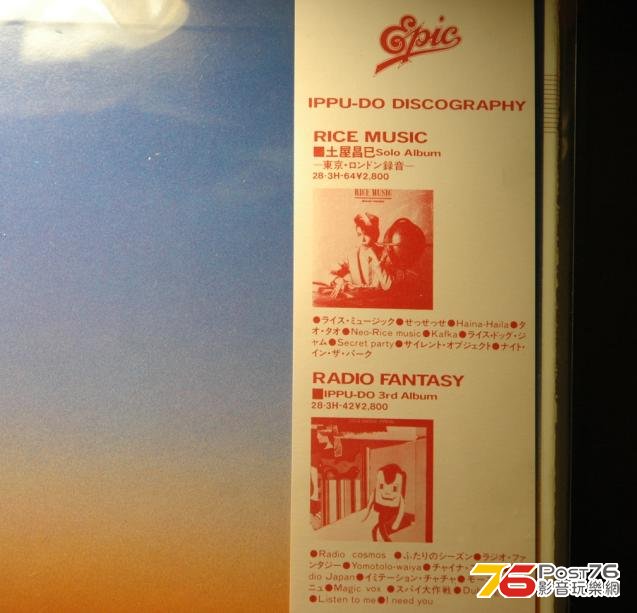 Epic
IPPU-DO DISCOGRAPHY
RICE MUSIC
■土屋昌巳Solo Album
—東京・ロンドン録音—
28・3H-64¥2,800
RICE MUSIC
●ライス・ミュージック●せっせっせ●Haina-Haila●タ
オ・タオ●Neo-Rice music●Kafka●ライス・ドッグ・ジ
ャム●Secret party●サイレント・オブジェクト●ナイト・
イン・ザ・パーク
RADIO FANTASY
■IPPU-DO 3rd Album
28・3H-42¥2,800
●Radio cosmos ●ふたりのシーズン●ラジオ・ファ
ンタジー●Yomotolo-waiya●チャイナ・
dio Japan●イミテーション・チャチャ●モー
ニュ●Magic vox ●スパイ大作戦●Du
●Listen to me●I need you
76 Post76
影音玩樂網